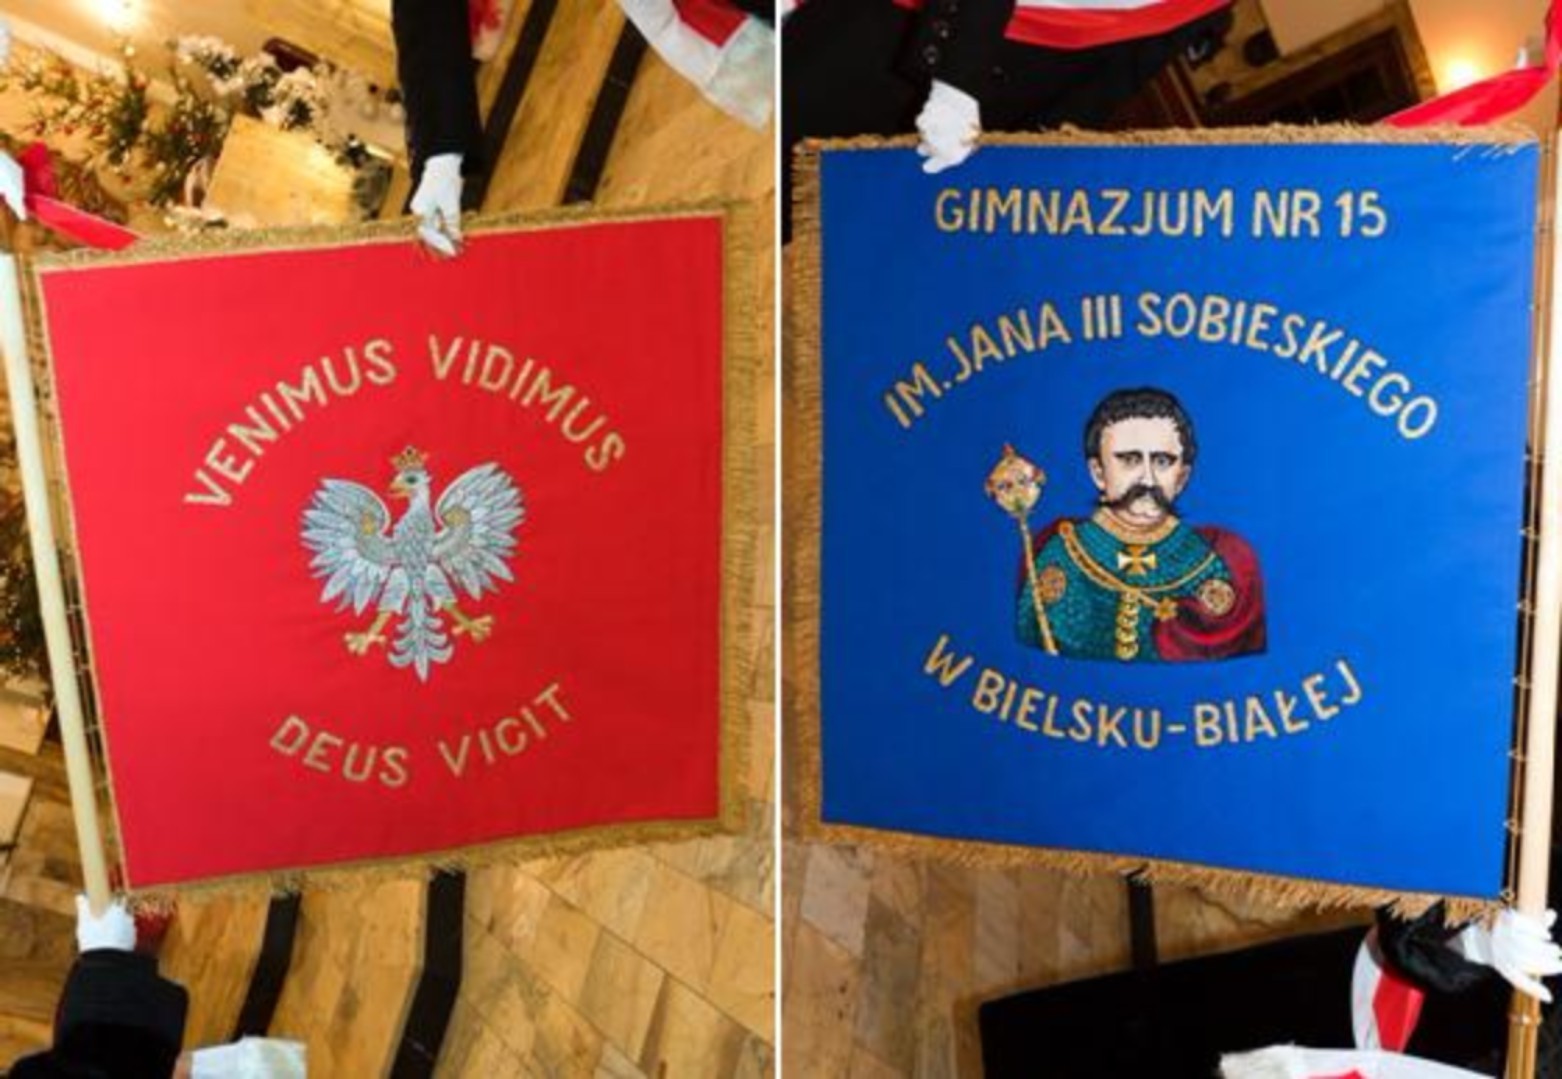 VENIMUS VIDIMUS
DEUS VICIT
GIMNAZJUM NR 15
IM. JANA III SOBIESKIEGO
W BIELSKU-BIAŁEJ